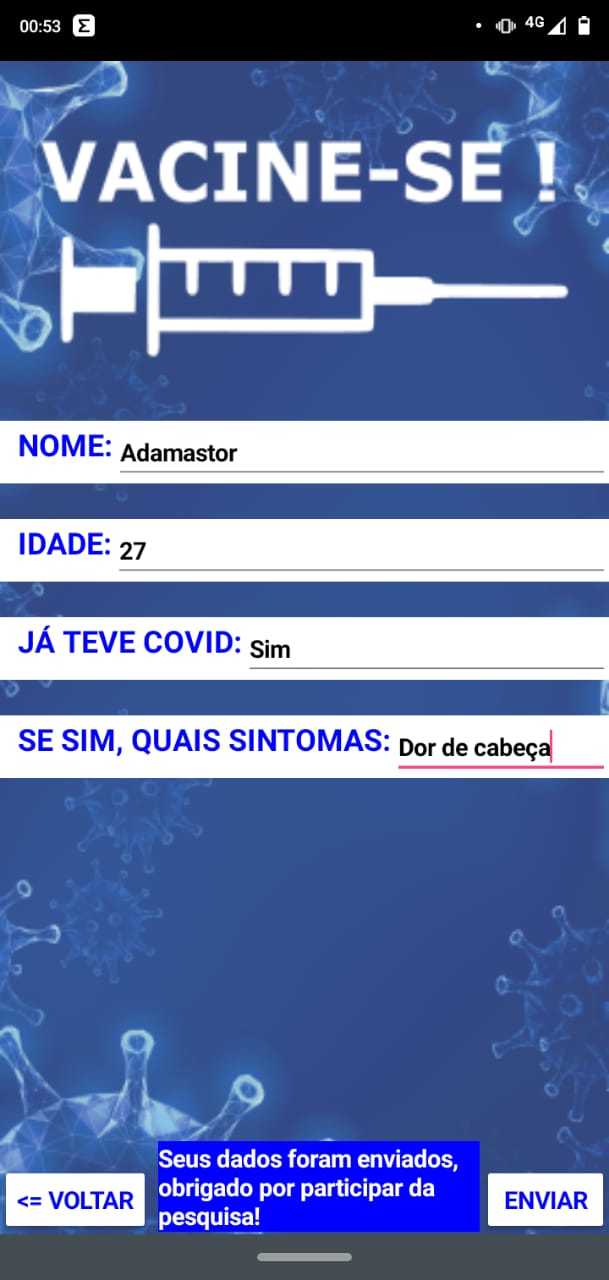 00:53
4G
VACINE-SE !
NOME: Adamastor
IDADE: 27
JÁ TEVE COVID: Sim
SE SIM, QUAIS SINTOMAS: Dor de cabeça
Seus dados foram enviados,
obrigado por participar da
pesquisa!
<= VOLTAR
ENVIAR